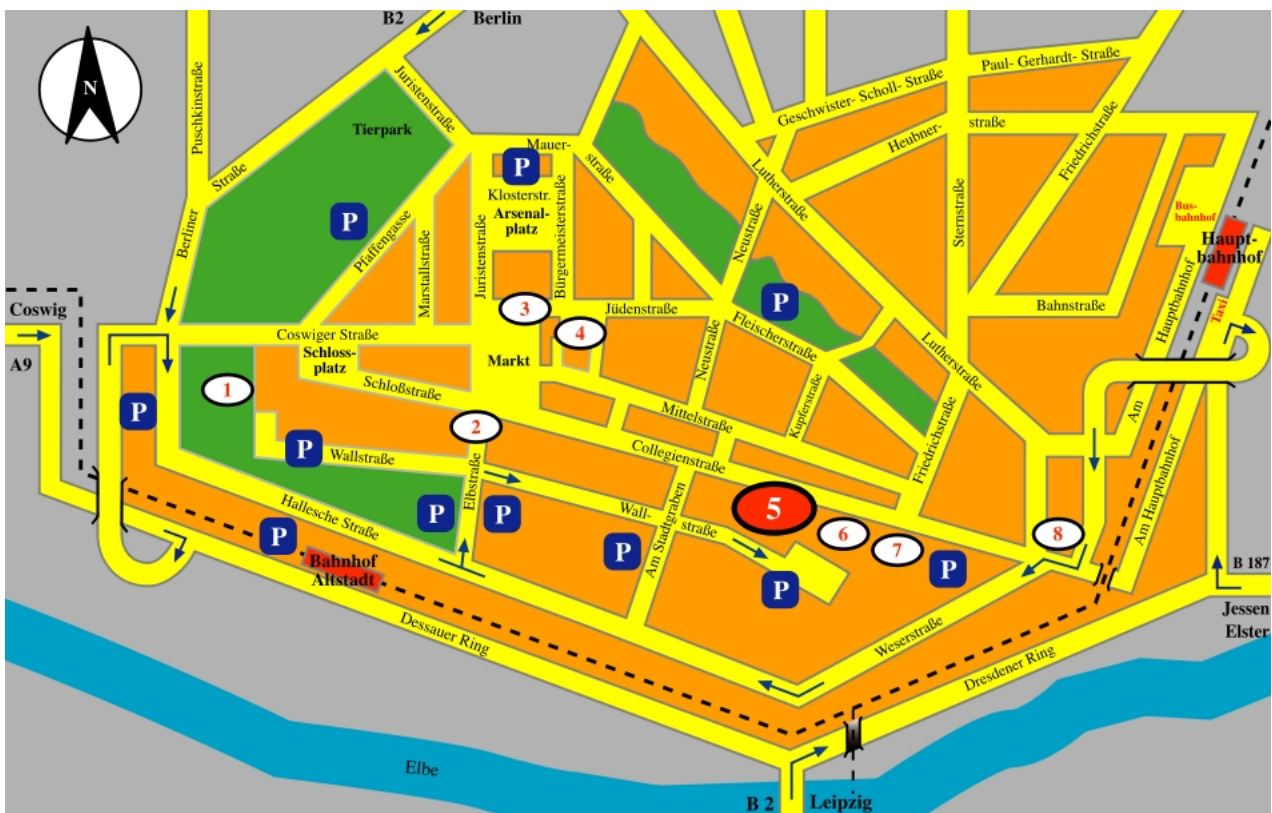 B2
Berlin
N
Puschkinstraße
Juristenstraße
Tierpark
Straße
Berliner
P
Pfaffengasse
Marstallstraße
Mauer-
straße
P
Klosterstr.
Arsenal-
platz
Juristenstraße
Bürgermeisterstraße
Geschwister- Scholl- Straße
Paul- Gerhardt- Straße
Heubner-
straße
Friedrichstraße
Lutherstraße
Neustraße
Sternstraße
Bus-
bahnhof
Haupt-
bahnhof
Hauptbahnhof
Am
Taxi
Bahnstraße
P
Coswig
A9
Coswiger Straße
Schloss-
platz
3
4
Jüdenstraße
Markt
Fleischerstraße
Neustraße
Lutherstraße
1
P
Schloßstraße
2
Mittelstraße
Kupferstraße
Friedrichstraße
Collegienstraße
P
Wallstraße
Elbstraße
P
P
Wall-
straße
Am Stadtgraben
5
6
7
8
P
P
P
Am Hauptbahnhof
Hallesche Straße
P
Bahnhof
Altstadt
Dessauer Ring
Weserstraße
Dresdener Ring
B 187
Jessen
Elster
Elbe
B 2
Leipzig